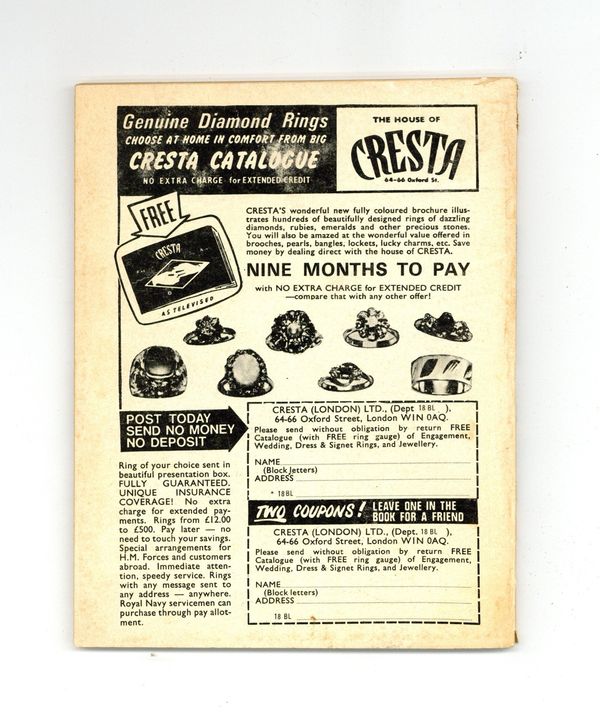 Genuine Diamond Rings
CHOOSE AT HOME IN COMFORT FROM BIG
CRESTA CATALOGUE
NO EXTRA CHARGE for EXTENDED CREDIT
THE HOUSE OF
CRESTA
64-66 Oxford St.
FREE
CRESTA
AS TELEVISED
CRESTA'S wonderful new fully coloured brochure illus-
trates hundreds of beautifully designed rings of dazzling
diamonds, rubies, emeralds and other precious stones.
You will also be amazed at the wonderful value offered in
brooches, pearls, bangles, lockets, lucky charms, etc. Save
money by dealing direct with the house of CRESTA.
NINE MONTHS TO PAY
with NO EXTRA CHARGE for EXTENDED CREDIT
—compare that with any other offer!
POST TODAY
SEND NO MONEY
NO DEPOSIT
Ring of your choice sent in
beautiful presentation box.
FULLY GUARANTEED.
UNIQUE INSURANCE
COVERAGE! No extra
charge for extended pay-
ments. Rings from £12.00
to £500. Pay later — no
need to touch your savings.
Special arrangements for
H.M. Forces and customers
abroad. Immediate atten-
tion, speedy service. Rings
with any message sent to
any address — anywhere.
Royal Navy servicemen can
purchase through pay allot-
ment.
CRESTA (LONDON) LTD., (Dept 18 BL ),
64-66 Oxford Street, London W1N 0AQ.
Please send without obligation by return FREE
Catalogue (with FREE ring gauge) of Engagement,
Wedding, Dress & Signet Rings, and Jewellery.
NAME
(Block letters)
ADDRESS
* 18 BL
TWO COUPONS! LEAVE ONE IN THE
BOOK FOR A FRIEND
CRESTA (LONDON) LTD., (Dept. 18 BL ),
64-66 Oxford Street, London W1N 0AQ.
Please send without obligation by return FREE
Catalogue (with FREE ring gauge) of Engagement,
Wedding, Dress & Signet Rings, and Jewellery.
NAME
(Block letters)
ADDRESS
18 BL